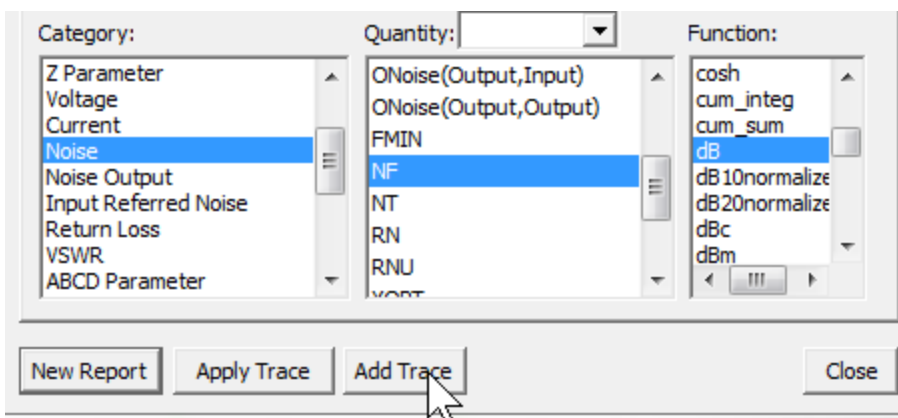 Category:
Z Parameter
Voltage
Current
Noise
Noise Output
Input Referred Noise
Return Loss
VSWR
ABCD Parameter
Quantity:
ONoise(Output,Input)
ONoise(Output,Output)
FMIN
NF
NT
RN
RNU
Function:
cosh
cum_integ
cum_sum
dB
dB10normalize
dB20normalize
dBc
dBm
New Report
Apply Trace
Add Trace
Close